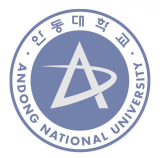 안동대학교
ANDONG NATIONAL UNIVERSITY